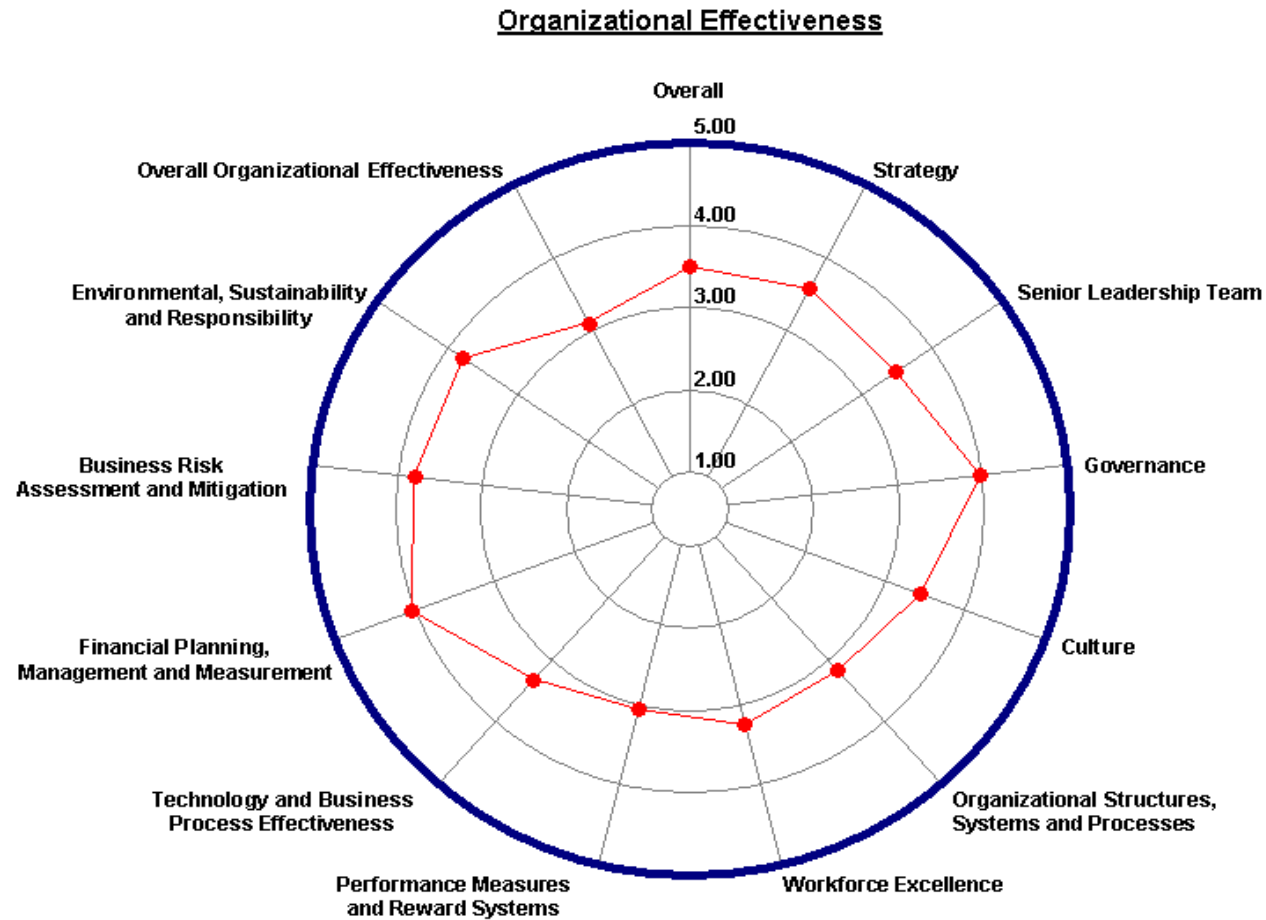 Organizational Effectiveness
Overall
5.00
Strategy
Overall Organizational Effectiveness
4.00
Senior Leadership Team
Environmental, Sustainability
and Responsibility
3.00
2.00
1.00
Governance
Business Risk
Assessment and Mitigation
Culture
Financial Planning,
Management and Measurement
Organizational Structures,
Systems and Processes
Technology and Business
Process Effectiveness
Workforce Excellence
Performance Measures
and Reward Systems